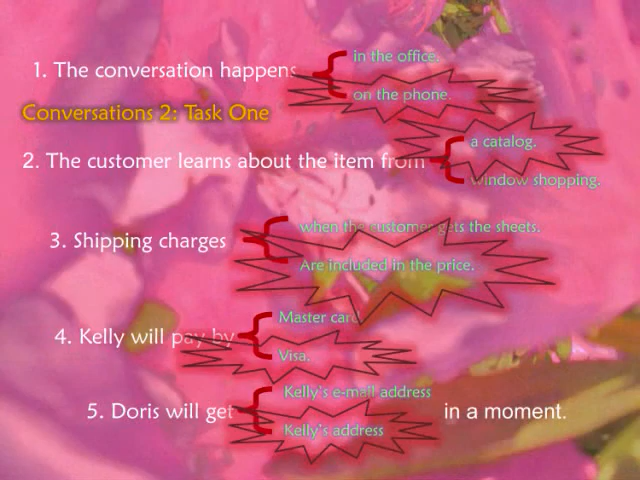 in the office.
1. The conversation happens
on the phone.
Conversations 2: Task One
a catalog.
2. The customer learns about the item from
window shopping.
when the customer gets the sheets.
3. Shipping charges
Are included in the price.
Master card.
4. Kelly will pay by
Visa.
Kelly's e-mail address
5. Doris will get in a moment.
Kelly's address